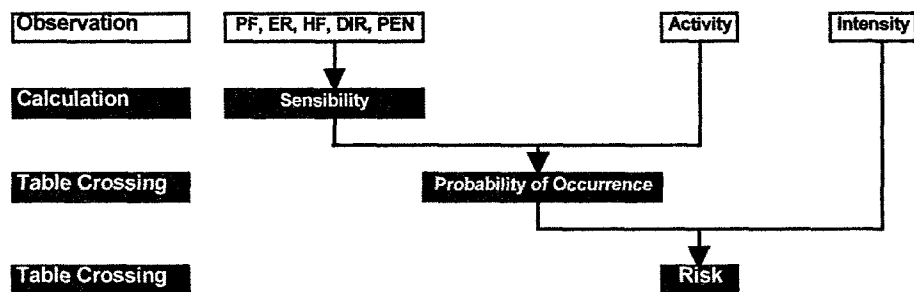 Observation PF, ER, HF, DIR, PEN Activity Intensity
Calculation Sensibility
Table Crossing Probability of Occurrence
Table Crossing Risk